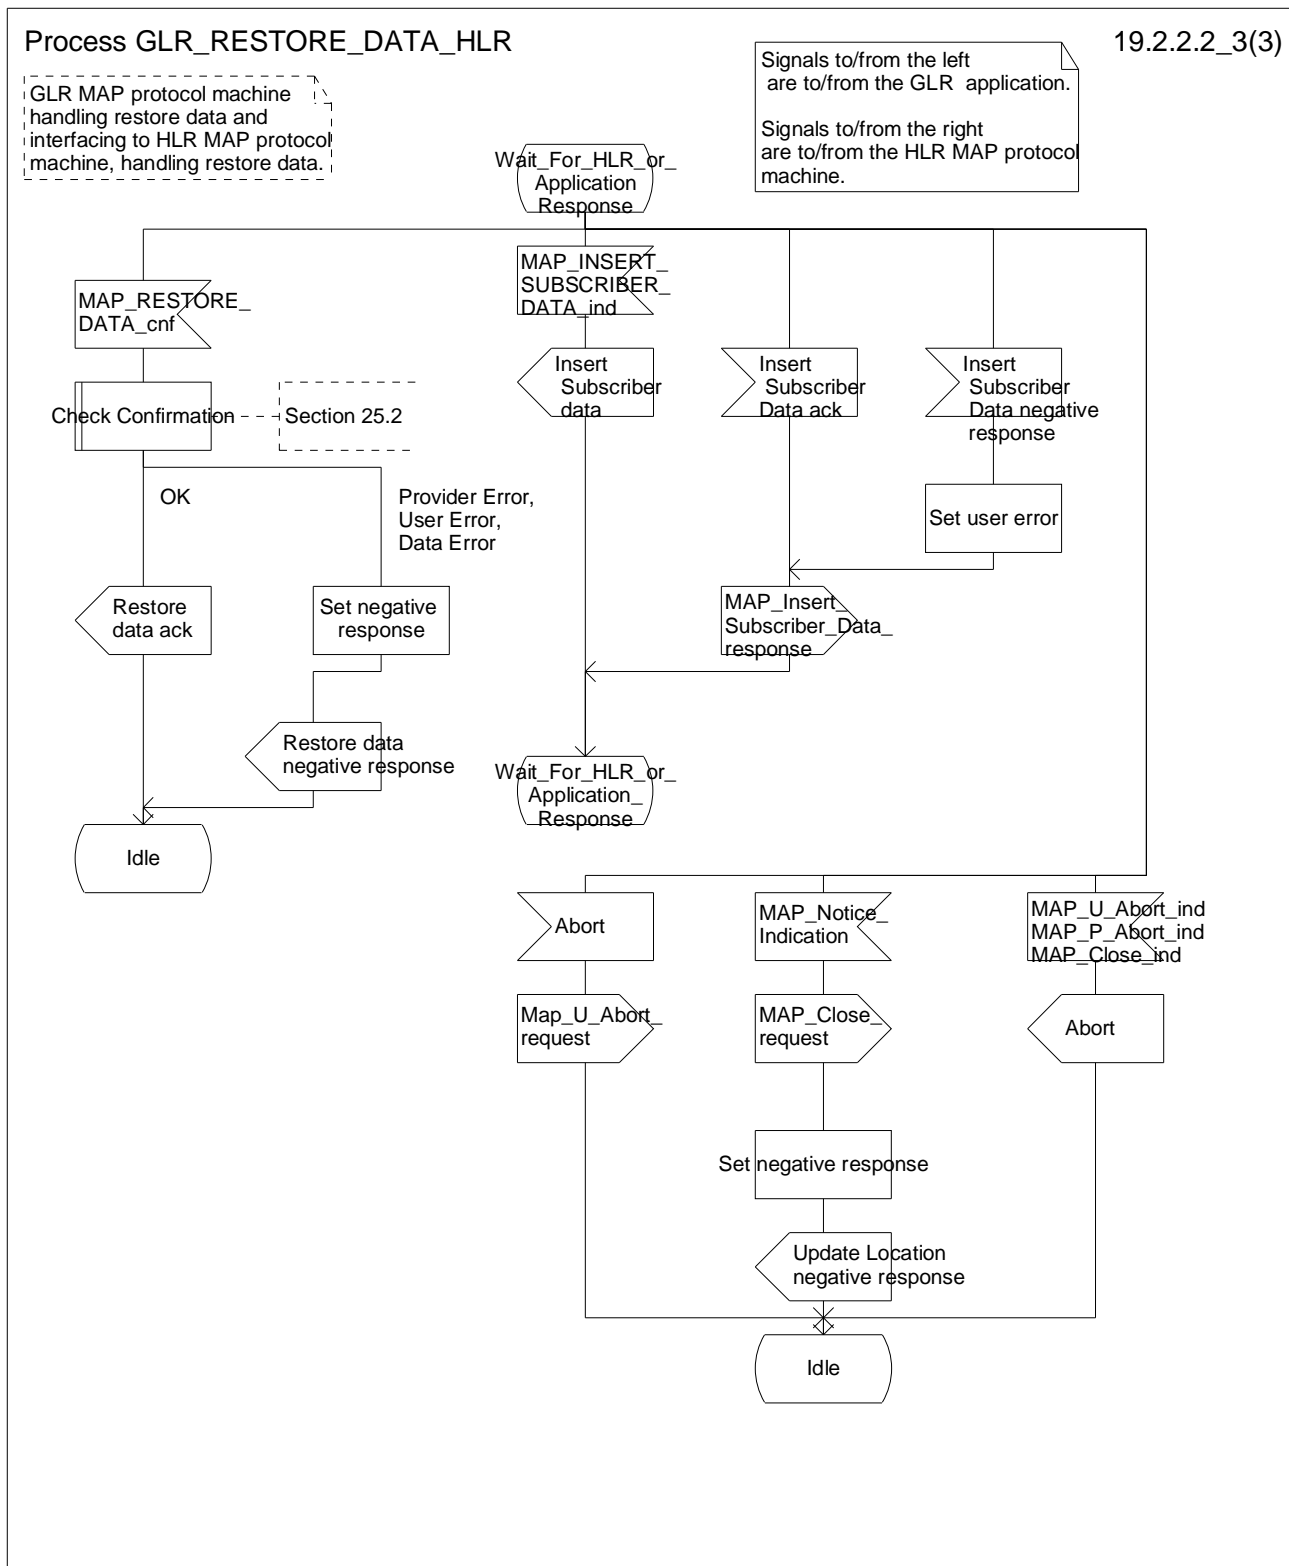 Process GLR_RESTORE_DATA_HLR
19.2.2.2_3(3)
GLR MAP protocol machine
handling restore data and
interfacing to HLR MAP protocol
machine, handling restore data.
Signals to/from the left
are to/from the GLR application.
Signals to/from the right
are to/from the HLR MAP protocol
machine.
Wait_For_HLR_or_
Application
Response
MAP_RESTORE_
DATA_cnf
MAP_INSERT_
SUBSCRIBER_
DATA_ind
Insert
Subscriber
data
Insert
Subscriber
Data ack
Insert
Subscriber
Data negative
response
Check Confirmation
Section 25.2
OK
Provider Error,
User Error,
Data Error
Set user error
Restore
data ack
Set negative
response
MAP_Insert_
Subscriber_Data_
response
Restore data
negative response
Wait_For_HLR_or_
Application_
Response
Idle
Abort
MAP_Notice_
Indication
MAP_U_Abort_ind
MAP_P_Abort_ind
MAP_Close_ind
Map_U_Abort_
request
MAP_Close_
request
Abort
Set negative response
Update Location
negative response
Idle